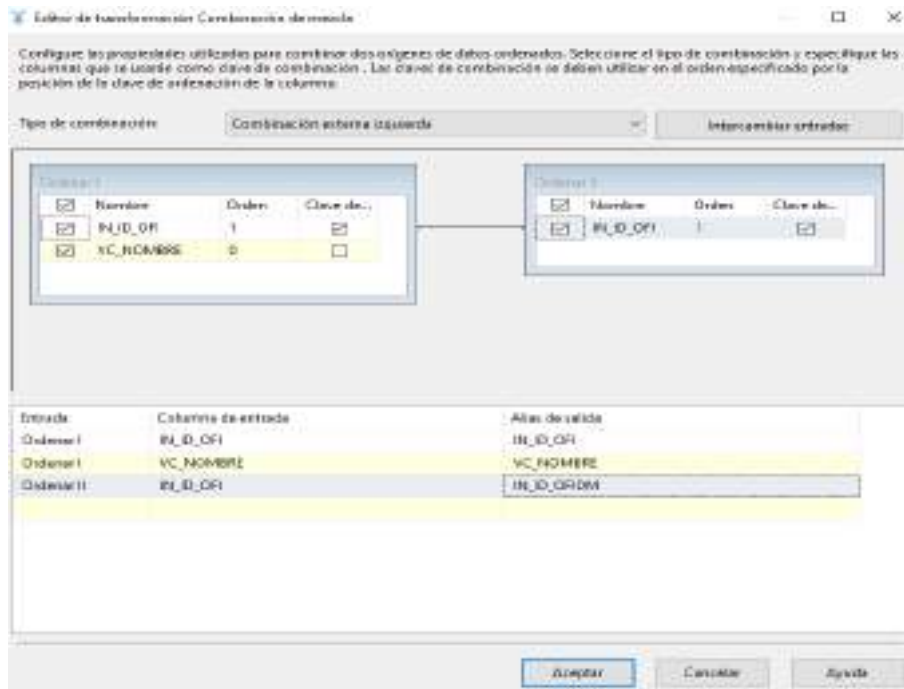 Editor de transformación Combinación de mezcla
Configure las propiedades utilizadas para combinar dos orígenes de datos ordenados. Seleccione el tipo de combinación y especifique las
columnas que se usarán como clave de combinación . Las claves de combinación se deben utilizar en el orden especificado por la
posición de la clave de ordenación de la columna.
Tipo de combinación: Combinación externa izquierda Intercambiar entradas
Nombre Orden Clave de... Nombre Orden Clave de...
IN_ID_OFI 1 IN_ID_OFI 1
VC_NOMBRE 0
Entrada Columna de entrada Alias de salida
Ordenar I IN_ID_OFI IN_ID_OFI
Ordenar I VC_NOMBRE VC_NOMBRE
Ordenar II IN_ID_OFI IN_ID_OFIDM
Aceptar Cancelar Ayuda